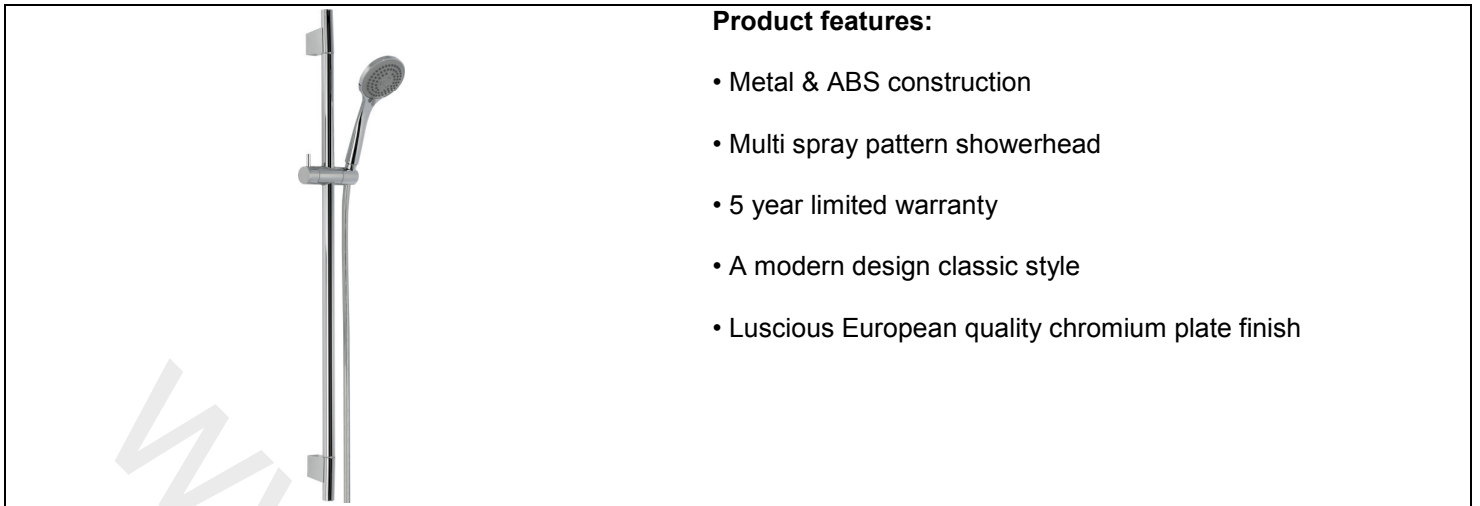 Product features:
• Metal & ABS construction
• Multi spray pattern showerhead
• 5 year limited warranty
• A modern design classic style
• Luscious European quality chromium plate finish